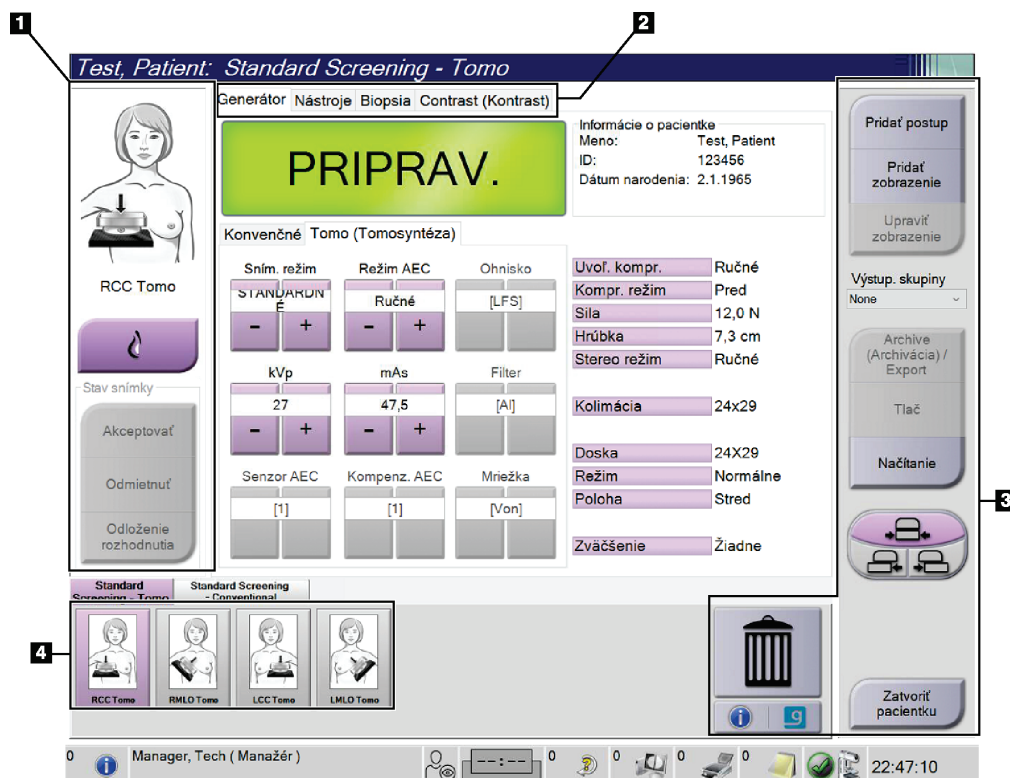 1
2
Test, Patient: Standard Screening - Tomo
Generátor Nástroje Biopsia Contrast (Kontrast)
PRIPRAV.
Informácie o pacientke
Meno: Test, Patient
ID: 123456
Dátum narodenia: 2.1.1965
RCC Tomo
Stav snímky
Akceptovať
Odmietnuť
Odloženie
rozhodnutia
Konvenčné Tomo (Tomosyntéza)
Sním. režim Režim AEC Ohnisko
STANDARDN
É
Ručné [LFS]
- + - +
kVp mAs Filter
27 47,5 [Al]
- + - +
Senzor AEC Kompenz. AEC Mriežka
[1] [1] [Von]
Uvoľ. kompr. Ručné
Kompr. režim Pred
Sila 12,0 N
Hrúbka 7,3 cm
Stereo režim Ručné
Kolimácia 24x29
Doska 24X29
Režim Normálne
Poloha Stred
Zväčšenie Žiadne
Pridať postup
Pridať
zobrazenie
Upraviť
zobrazenie
Výstup. skupiny
None
Archive
(Archivácia) /
Export
Tlač
Načítanie
3
Zatvoriť
pacientku
Standard
Screening - Tomo
Standard Screening
- Conventional
4
RCC Tomo RMLO Tomo LCC Tomo LMLO Tomo
i g
0 i Manager, Tech ( Manažér ) --:-- 0 ? 0 0 0 22:47:10